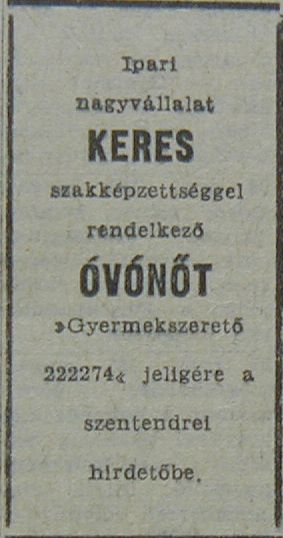 Ipari
nagyvállalat
KERES
szakképzettséggel
rendelkező
ÓVÓNŐT
»Gyermekszerető
222274« jeligére a
szentendrei
hirdetőbe.